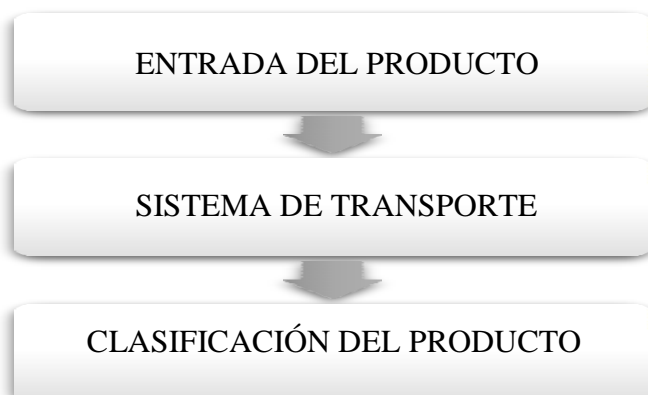 ENTRADA DEL PRODUCTO
SISTEMA DE TRANSPORTE
CLASIFICACIÓN DEL PRODUCTO